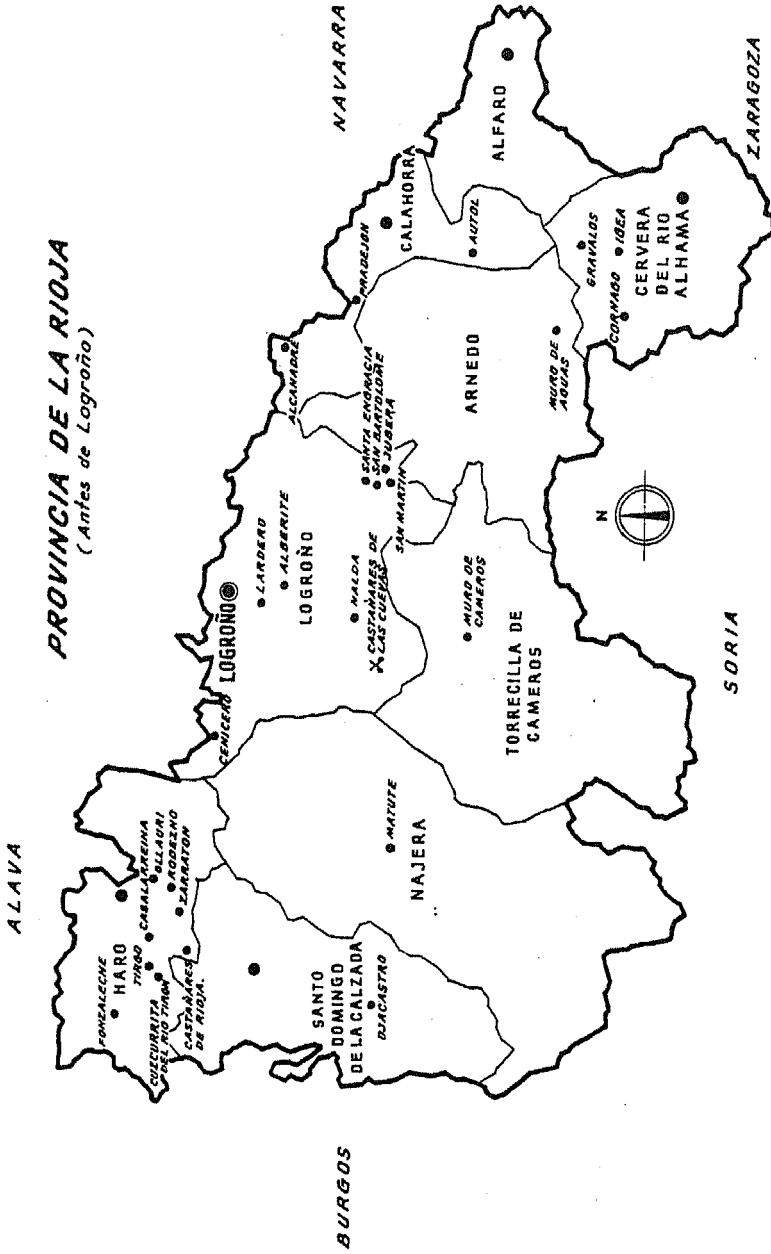 PROVINCIA DE LA RIOJA
(Antes de Logroño)
ALAVA
NAVARRA
BURGOS
SORIA
ZARAGOZA
N
FONZALECHE
HARO
TIRGO
CASALARREINA
OLLAURI
RODEZNO
ZARRATON
CUZCURRITA
DEL RIO TIRON
CASTAÑARES
DE RIOJA.
SANTO
DOMINGO
DE LA CALZADA
OJACASTRO
NAJERA
MATUTE
CENICERO
LOGROÑO
LARDERO
ALBERITE
LOGROÑO
NALDA
CASTAÑARES DE
LAS CUEVAS
SANTA ENGRACIA
SAN BARTOLOME
JUBERA
SAN MARTIN
MURO DE
CAMEROS
TORRECILLA DE
CAMEROS
ALCANADRE
PRADEJON
CALAHORRA
AUTOL
ALFARO
ARNEDO
MURO DE
AGUAS
GRAVALOS
IGEA
CORNAGO
CERVERA
DEL RIO
ALHAMA